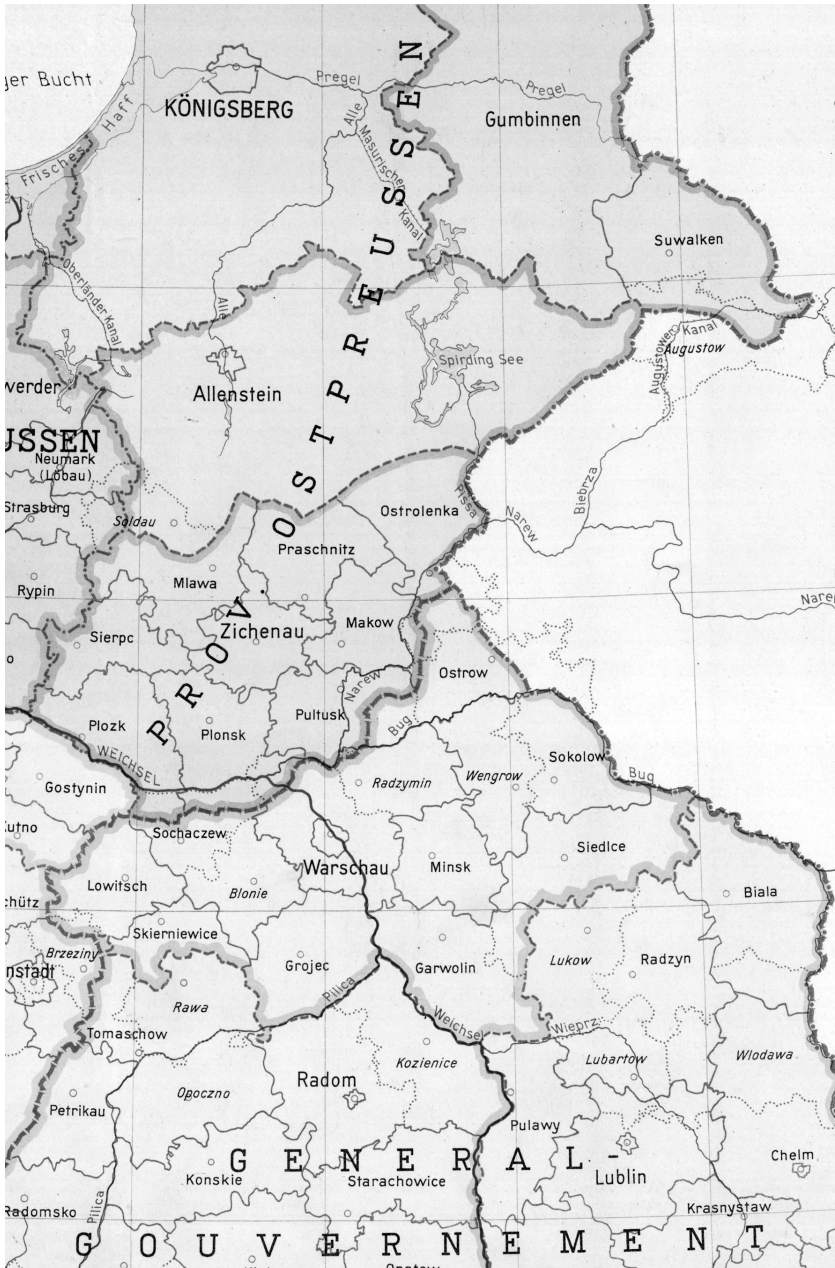 ger Bucht
Frisches Haff
KÖNIGSBERG
Pregel
Pregel
Alle
Masurischer Kanal
Gumbinnen
Suwalken
Oberländer Kanal
Alle
Augustower Kanal
Augustow
Spirding See
Allenstein
werder
USSEN
Neumark
(Löbau)
Strasburg
Soldau
PROV. OSTPREUSSEN
Ostrolenka
Pissa
Narew
Biebrza
Narew
Praschnitz
Mlawa
Rypin
Zichenau
Makow
Sierpc
o
Ostrow
Narew
Pultusk
Plonsk
Plozk
Bug
WEICHSEL
Gostynin
Radzymin
Wengrow
Sokolow
Bug
Kutno
Sochaczew
Warschau
Minsk
Siedlce
Lowitsch
Blonie
Biala
chütz
Skierniewice
Brzeziny
nstadt
Grojec
Garwolin
Lukow
Radzyn
Rawa
Pilica
Weichsel
Wieprz
Tomaschow
Kozienice
Lubartow
Wlodawa
Opoczno
Radom
Petrikau
Pulawy
GENERAL-
Lublin
Chelm
Konskie
Starachowice
Krasnystaw
Radomsko
Pilica
GOUVERNEMENT